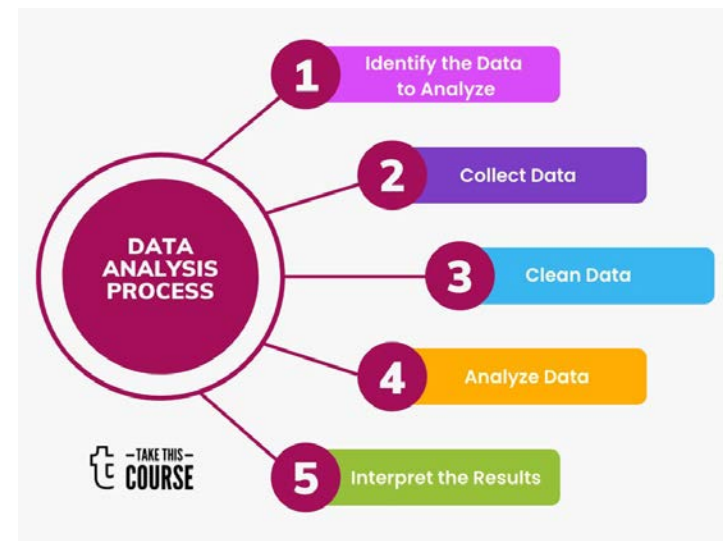 1
Identify the Data
to Analyze
2
Collect Data
DATA
ANALYSIS
PROCESS
3
Clean Data
4
Analyze Data
t
–TAKE THIS–
COURSE
5
Interpret the Results